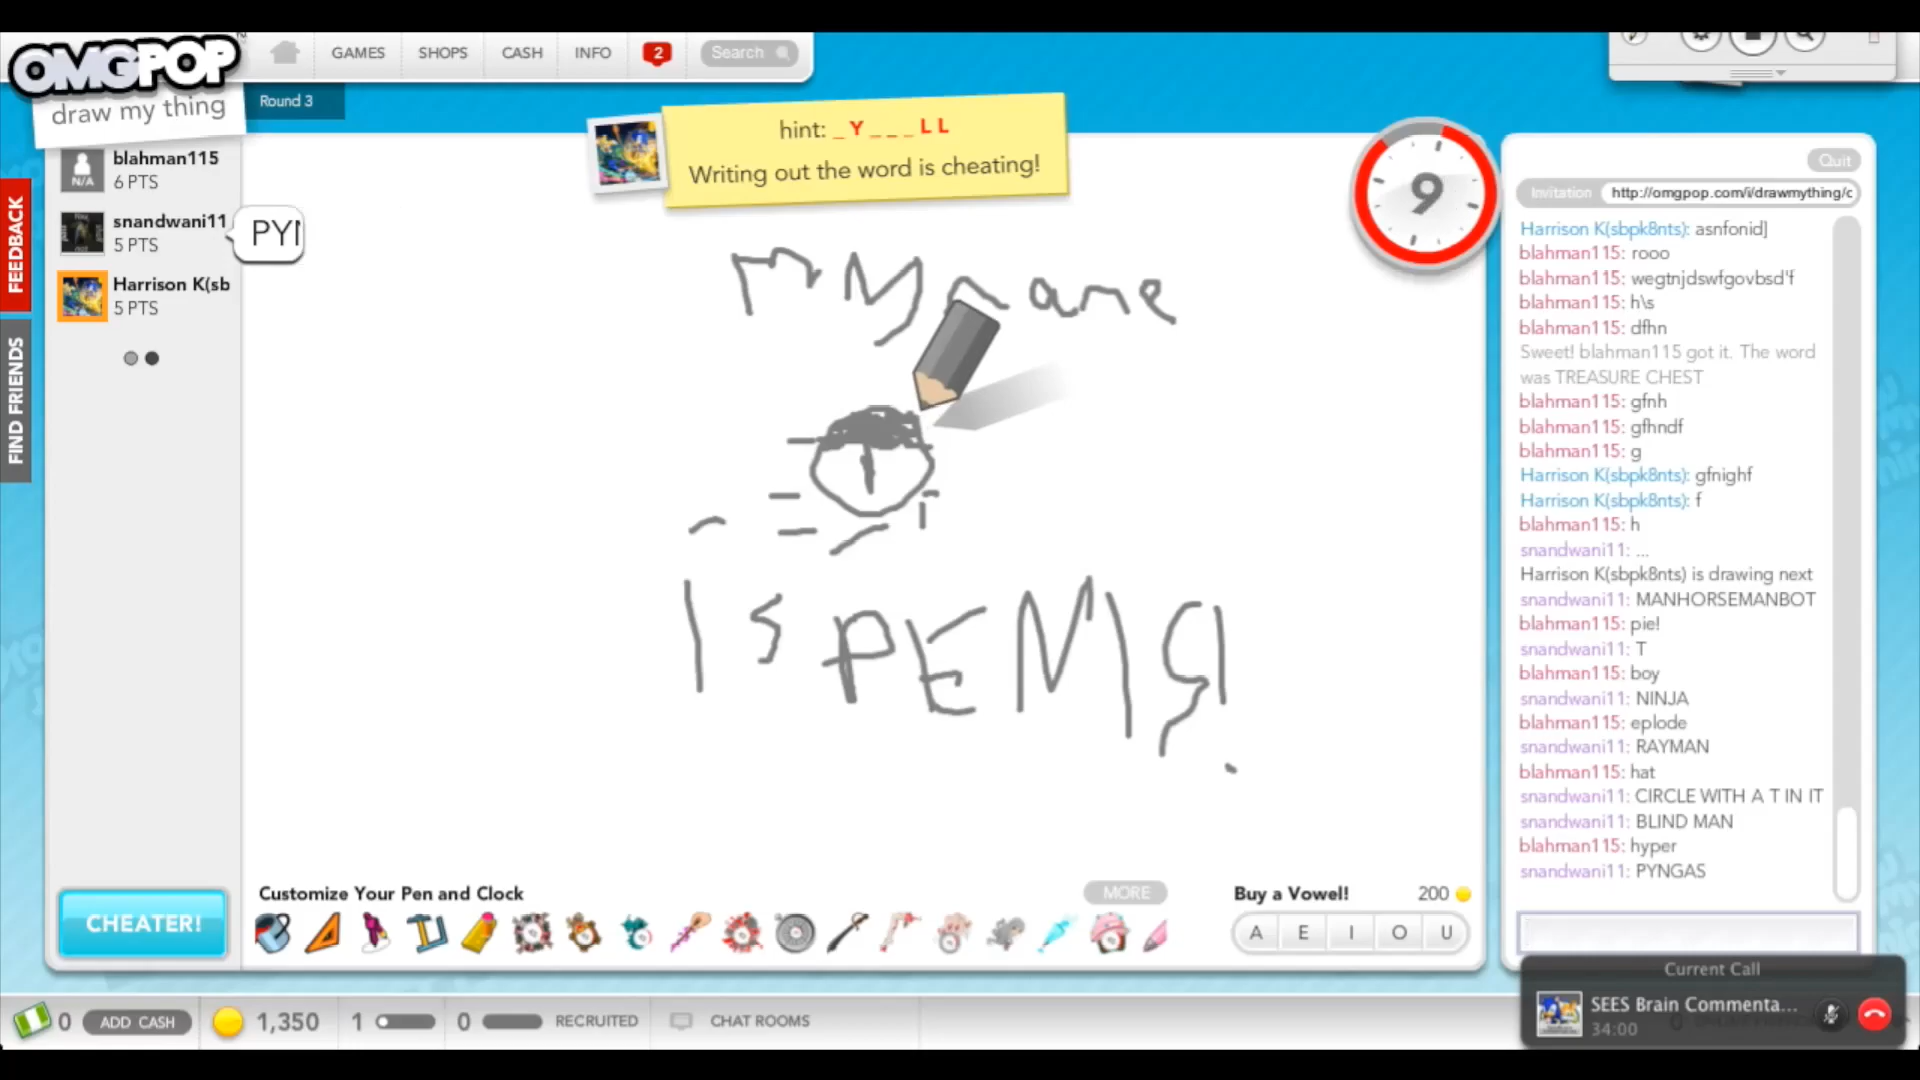 OMGPOP
draw my thing
GAMES
SHOPS
CASH
INFO
2
Search
Round 3
FEEDBACK
FIND FRIENDS
blahman115
6 PTS
N/A
snandwani11
5 PTS
Harrison K(sb
5 PTS
hint: _ Y _ _ _ L L
Writing out the word is cheating!
9
is
Quit
Invitation http://omgpop.com/i/drawmything/c
Harrison K(sbpk8nts): asnfonid]
blahman115: rooo
blahman115: wegtnjdswfgovbsd'f
blahman115: h\s
blahman115: dfhn
Sweet! blahman115 got it. The word
was TREASURE CHEST
blahman115: gfnh
blahman115: gfhndf
blahman115: g
Harrison K(sbpk8nts): gfnighf
Harrison K(sbpk8nts): f
blahman115: h
snandwani11: ...
Harrison K(sbpk8nts) is drawing next
snandwani11: MANHORSEMANBOT
blahman115: pie!
snandwani11: T
blahman115: boy
snandwani11: NINJA
blahman115: eplode
snandwani11: RAYMAN
blahman115: hat
snandwani11: CIRCLE WITH A T IN IT
snandwani11: BLIND MAN
blahman115: hyper
snandwani11: PYNGAS
CHEATER!
Customize Your Pen and Clock
MORE
Buy a Vowel!
200
A E I O U
0
ADD CASH
1,350
1
0
RECRUITED
CHAT ROOMS
Current Call
SEES Brain Commenta...
34:00